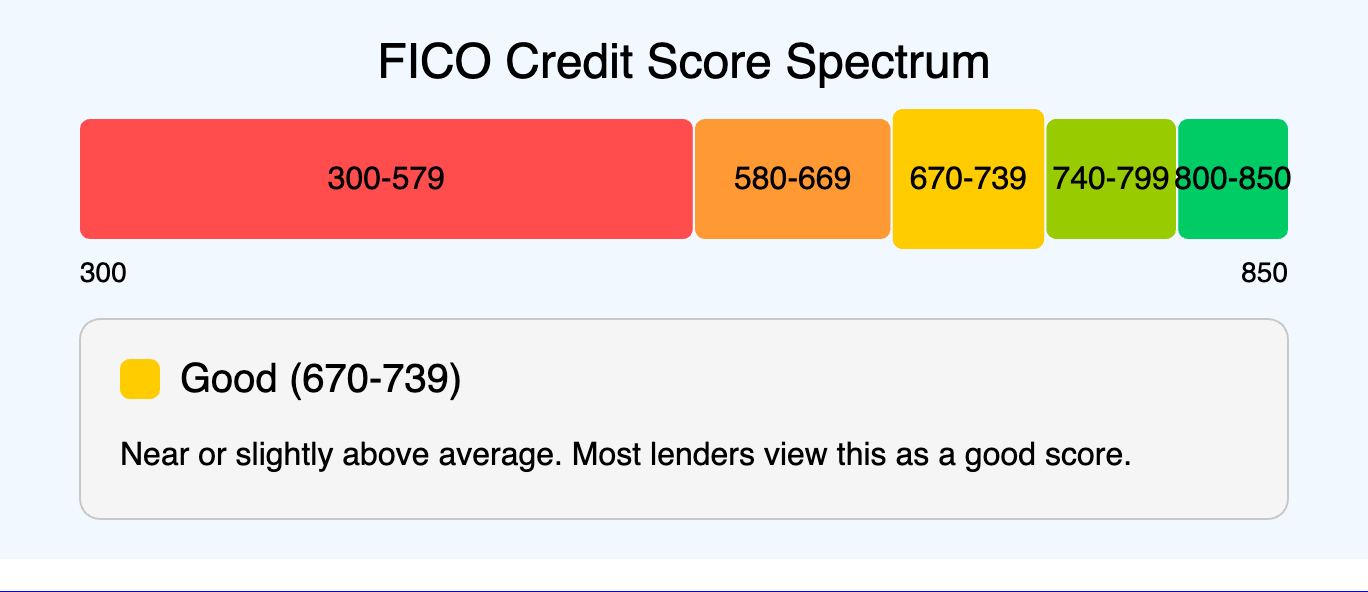 FICO Credit Score Spectrum
300-579 580-669 670-739 740-799 800-850
300 850
Good (670-739)
Near or slightly above average. Most lenders view this as a good score.